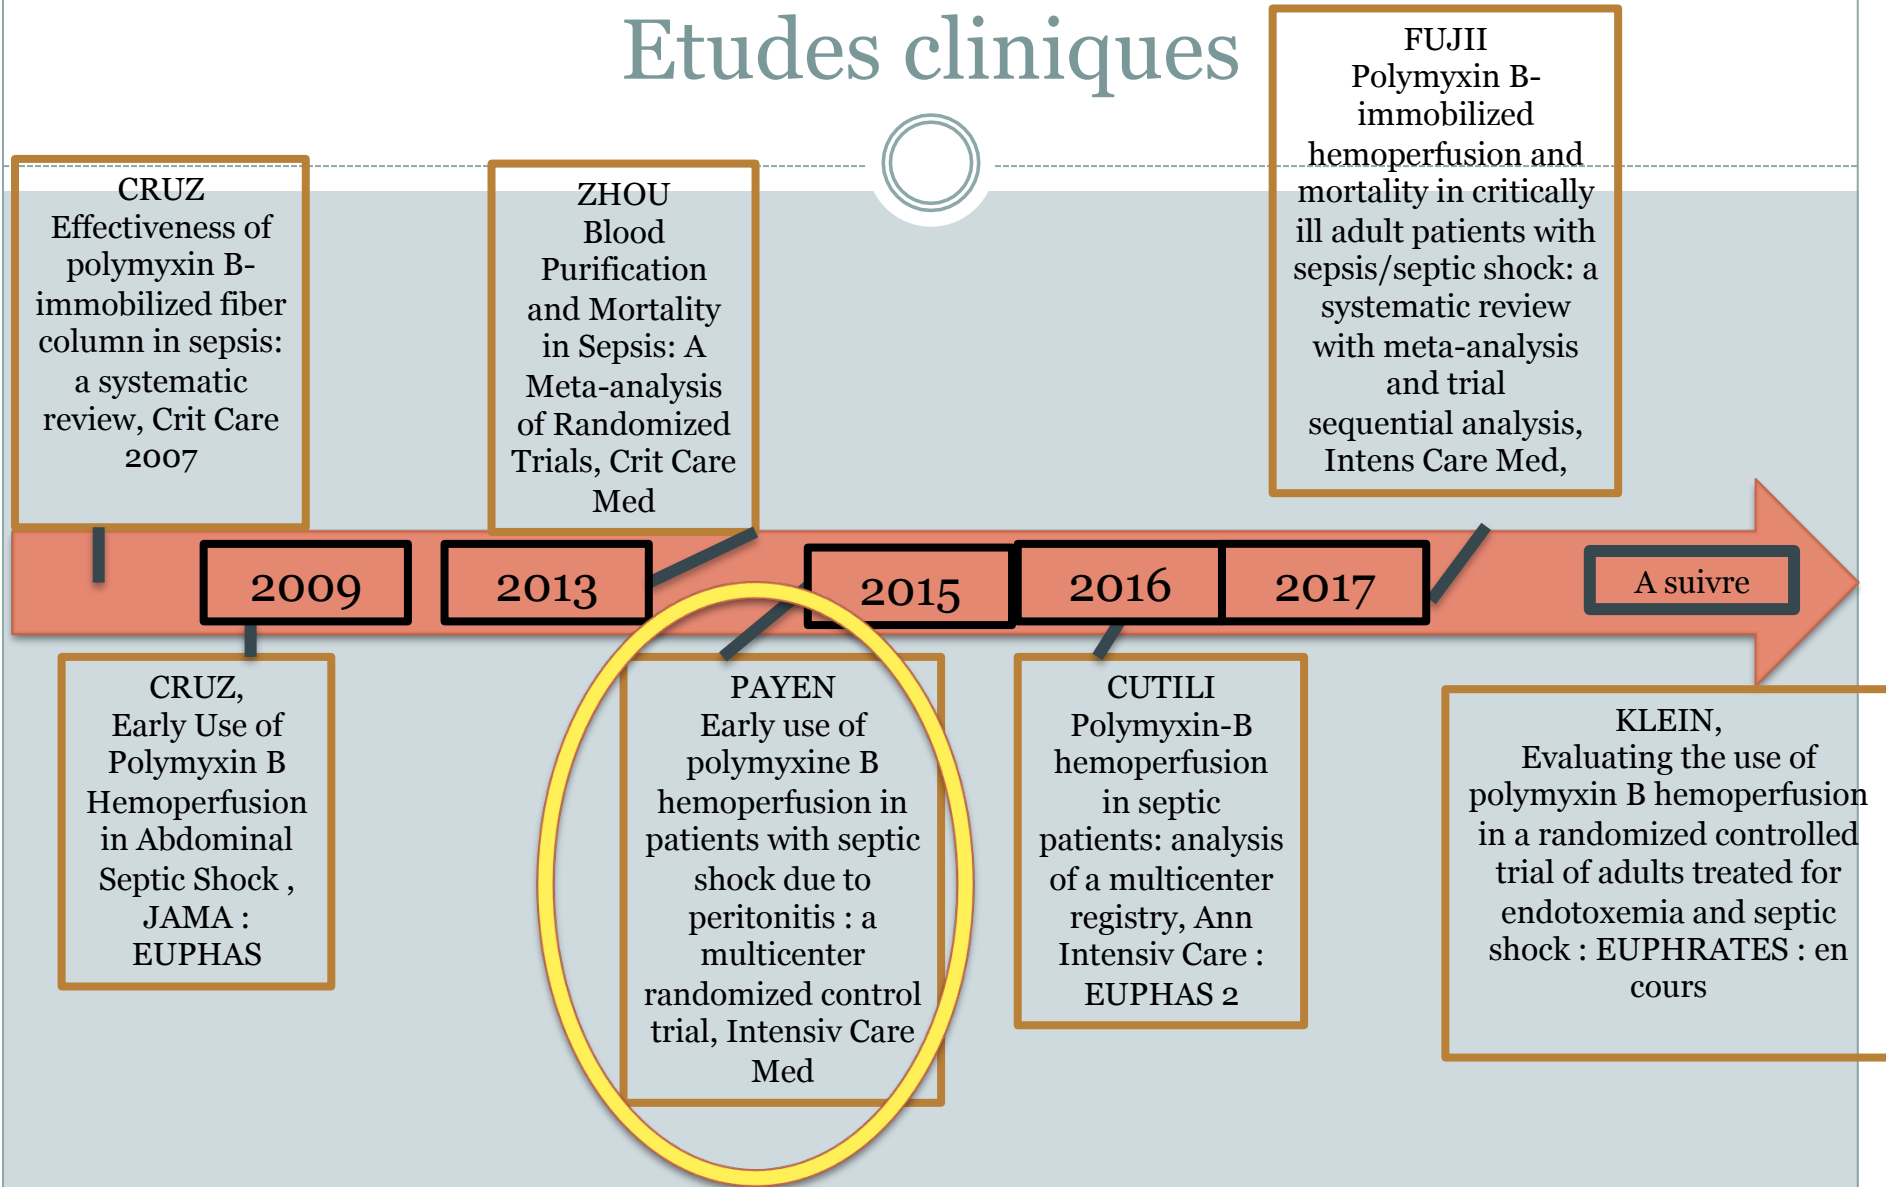 Etudes cliniques
CRUZ
Effectiveness of
polymyxin B-
immobilized fiber
column in sepsis:
a systematic
review, Crit Care
2007
ZHOU
Blood
Purification
and Mortality
in Sepsis: A
Meta-analysis
of Randomized
Trials, Crit Care
Med
FUJII
Polymyxin B-
immobilized
hemoperfusion and
mortality in critically
ill adult patients with
sepsis/septic shock: a
systematic review
with meta-analysis
and trial
sequential analysis,
Intens Care Med,
2009
2013
2015
2016
2017
A suivre
CRUZ,
Early Use of
Polymyxin B
Hemoperfusion
in Abdominal
Septic Shock ,
JAMA :
EUPHAS
PAYEN
Early use of
polymyxine B
hemoperfusion in
patients with septic
shock due to
peritonitis : a
multicenter
randomized control
trial, Intensiv Care
Med
CUTILI
Polymyxin-B
hemoperfusion
in septic
patients: analysis
of a multicenter
registry, Ann
Intensiv Care :
EUPHAS 2
KLEIN,
Evaluating the use of
polymyxin B hemoperfusion
in a randomized controlled
trial of adults treated for
endotoxemia and septic
shock : EUPHRATES : en
cours